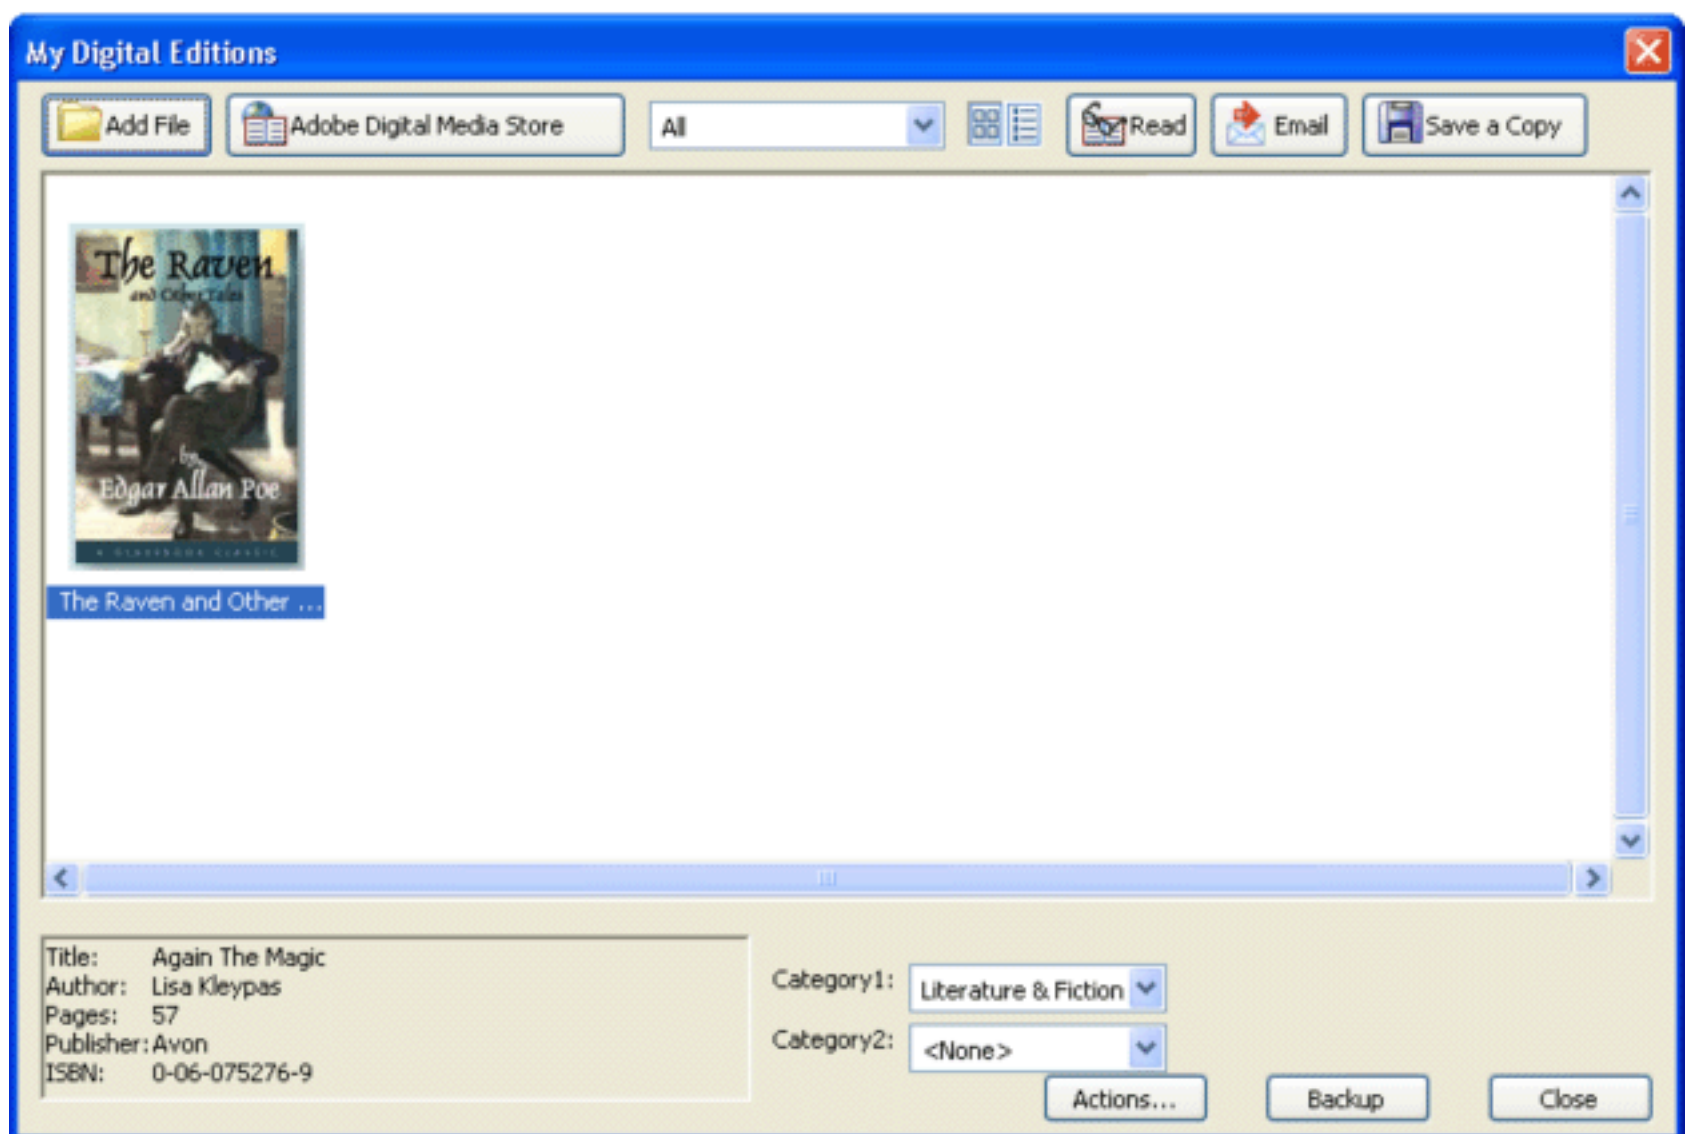 My Digital Editions
Add File
Adobe Digital Media Store
All
Read
Email
Save a Copy
The Raven
and Other Tales
by
Edgar Allan Poe
A GLASSBOOK CLASSIC
The Raven and Other ...
Title: Again The Magic
Author: Lisa Kleypas
Pages: 57
Publisher: Avon
ISBN: 0-06-075276-9
Category1: Literature & Fiction
Category2: <None>
Actions...
Backup
Close